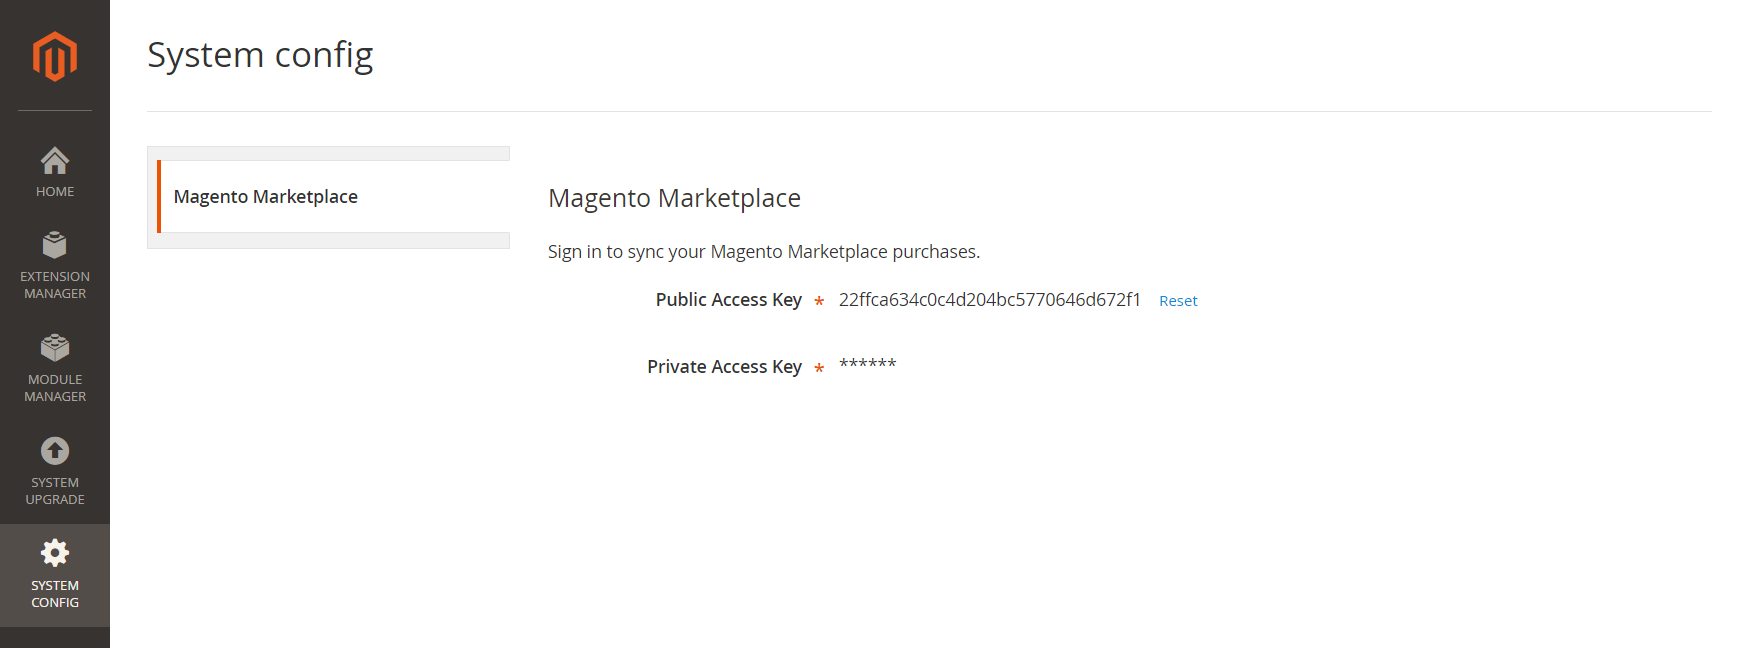 System config
HOME
EXTENSION
MANAGER
MODULE
MANAGER
SYSTEM
UPGRADE
SYSTEM
CONFIG
Magento Marketplace
Magento Marketplace
Sign in to sync your Magento Marketplace purchases.
Public Access Key * 22ffca634c0c4d204bc5770646d672f1 Reset
Private Access Key * ******